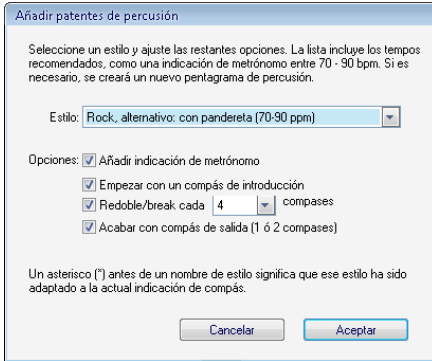 Añadir patentes de percusión
Seleccione un estilo y ajuste las restantes opciones. La lista incluye los tempos
recomendados, como una indicación de metrónomo entre 70 - 90 bpm. Si es
necesario, se creará un nuevo pentagrama de percusión.
Estilo: Rock, alternativo: con pandereta (70-90 ppm)
Opciones: Añadir indicación de metrónomo
Empezar con un compás de introducción
Redoble/break cada 4 compases
Acabar con compás de salida (1 ó 2 compases)
Un asterisco (*) antes de un nombre de estilo significa que ese estilo ha sido
adaptado a la actual indicación de compás.
Cancelar Aceptar